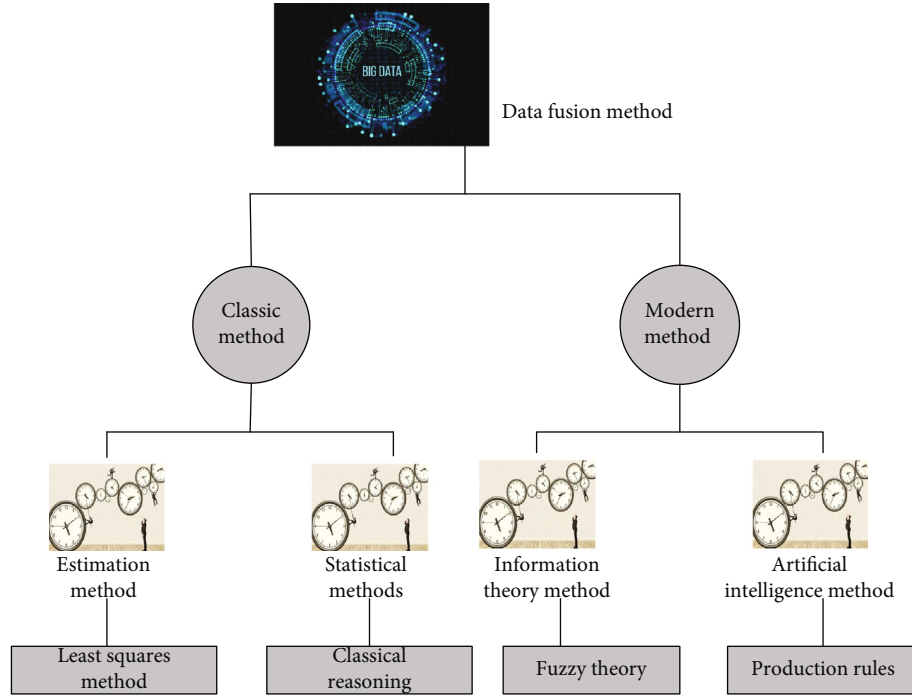 BIG DATA
Data fusion method
Classic
method
Modern
method
Estimation
method
Statistical
methods
Information
theory method
Artificial
intelligence method
Least squares
method
Classical
reasoning
Fuzzy theory
Production rules